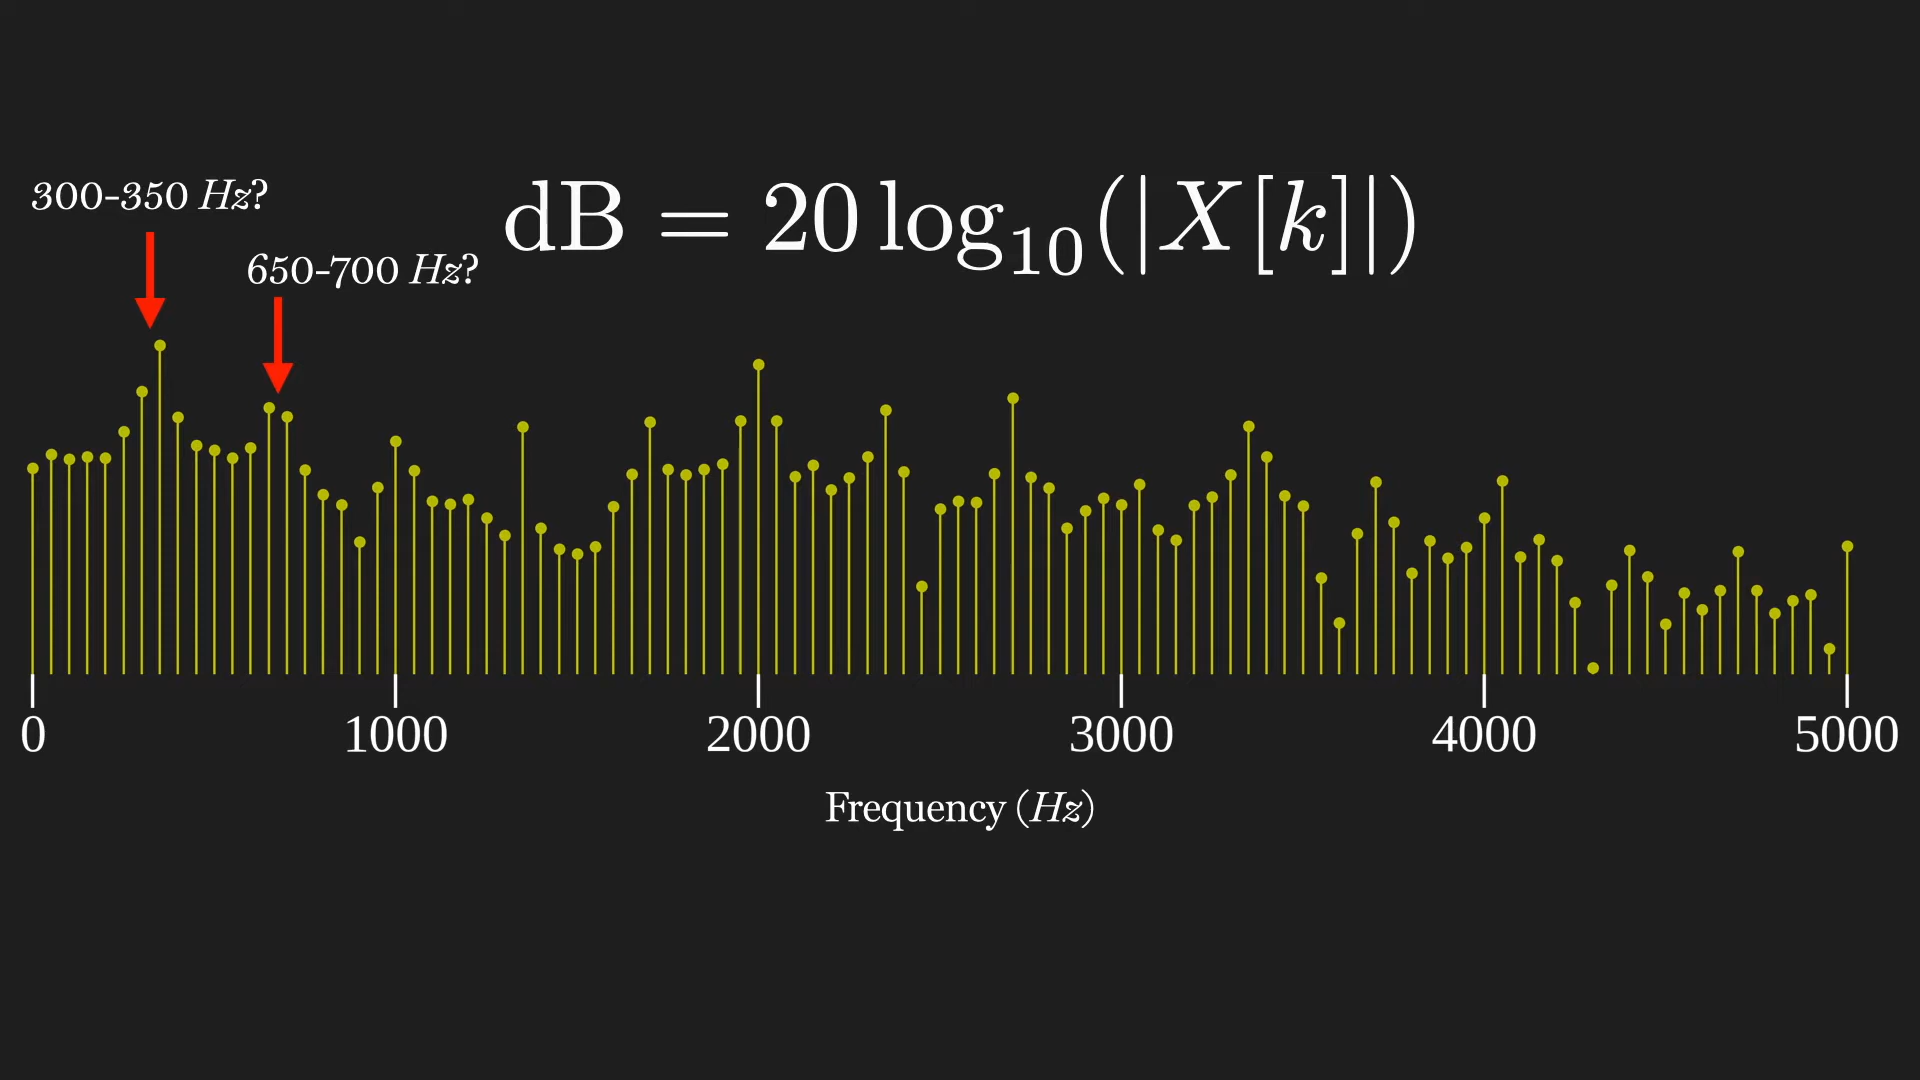 300-350 Hz?
650-700 Hz?
dB = 20 log₁₀(|X[k]|)
0 1000 2000 3000 4000 5000
Frequency (Hz)